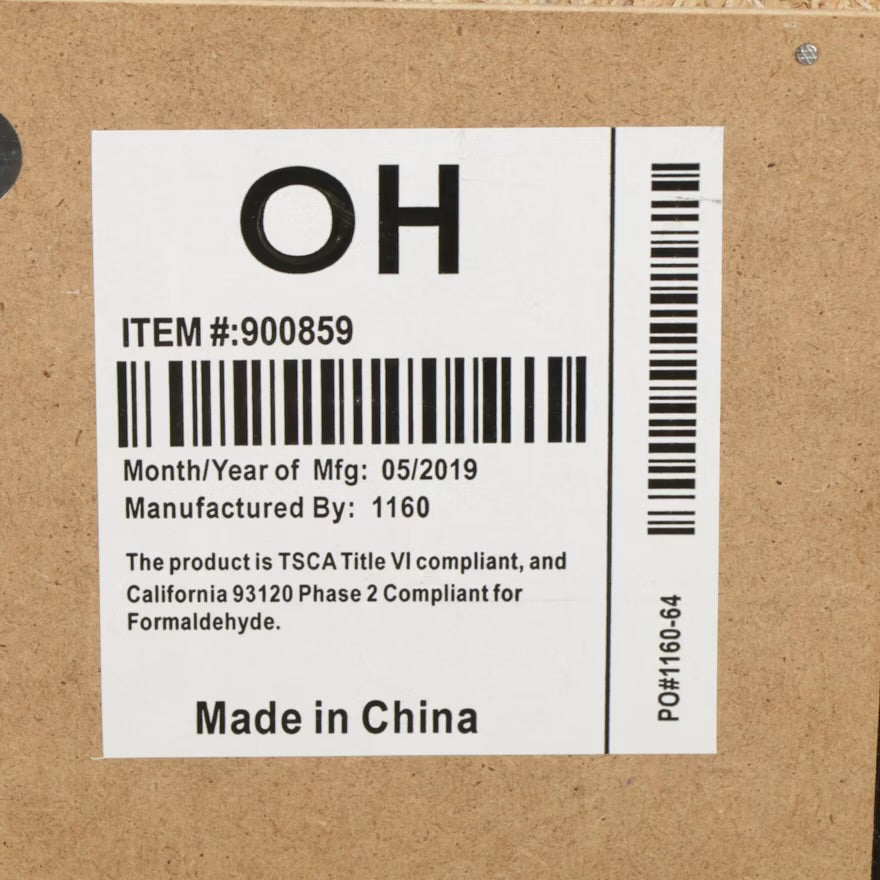 OH
ITEM #:900859
Month/Year of Mfg: 05/2019
Manufactured By: 1160
The product is TSCA Title VI compliant, and
California 93120 Phase 2 Compliant for
Formaldehyde.
Made in China
PO#1160-64